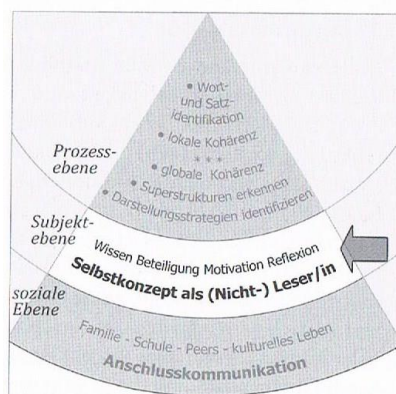 • Wort-
und Satz-
identifikation
• lokale Kohärenz
* * *
• globale Kohärenz
• Superstrukturen erkennen
• Darstellungsstrategien identifizieren
Prozess-
ebene
Wissen Beteiligung Motivation Reflexion
Selbstkonzept als (Nicht-) Leser/in
Subjekt-
ebene
Familie - Schule - Peers - kulturelles Leben
Anschlusskommunikation
soziale
Ebene